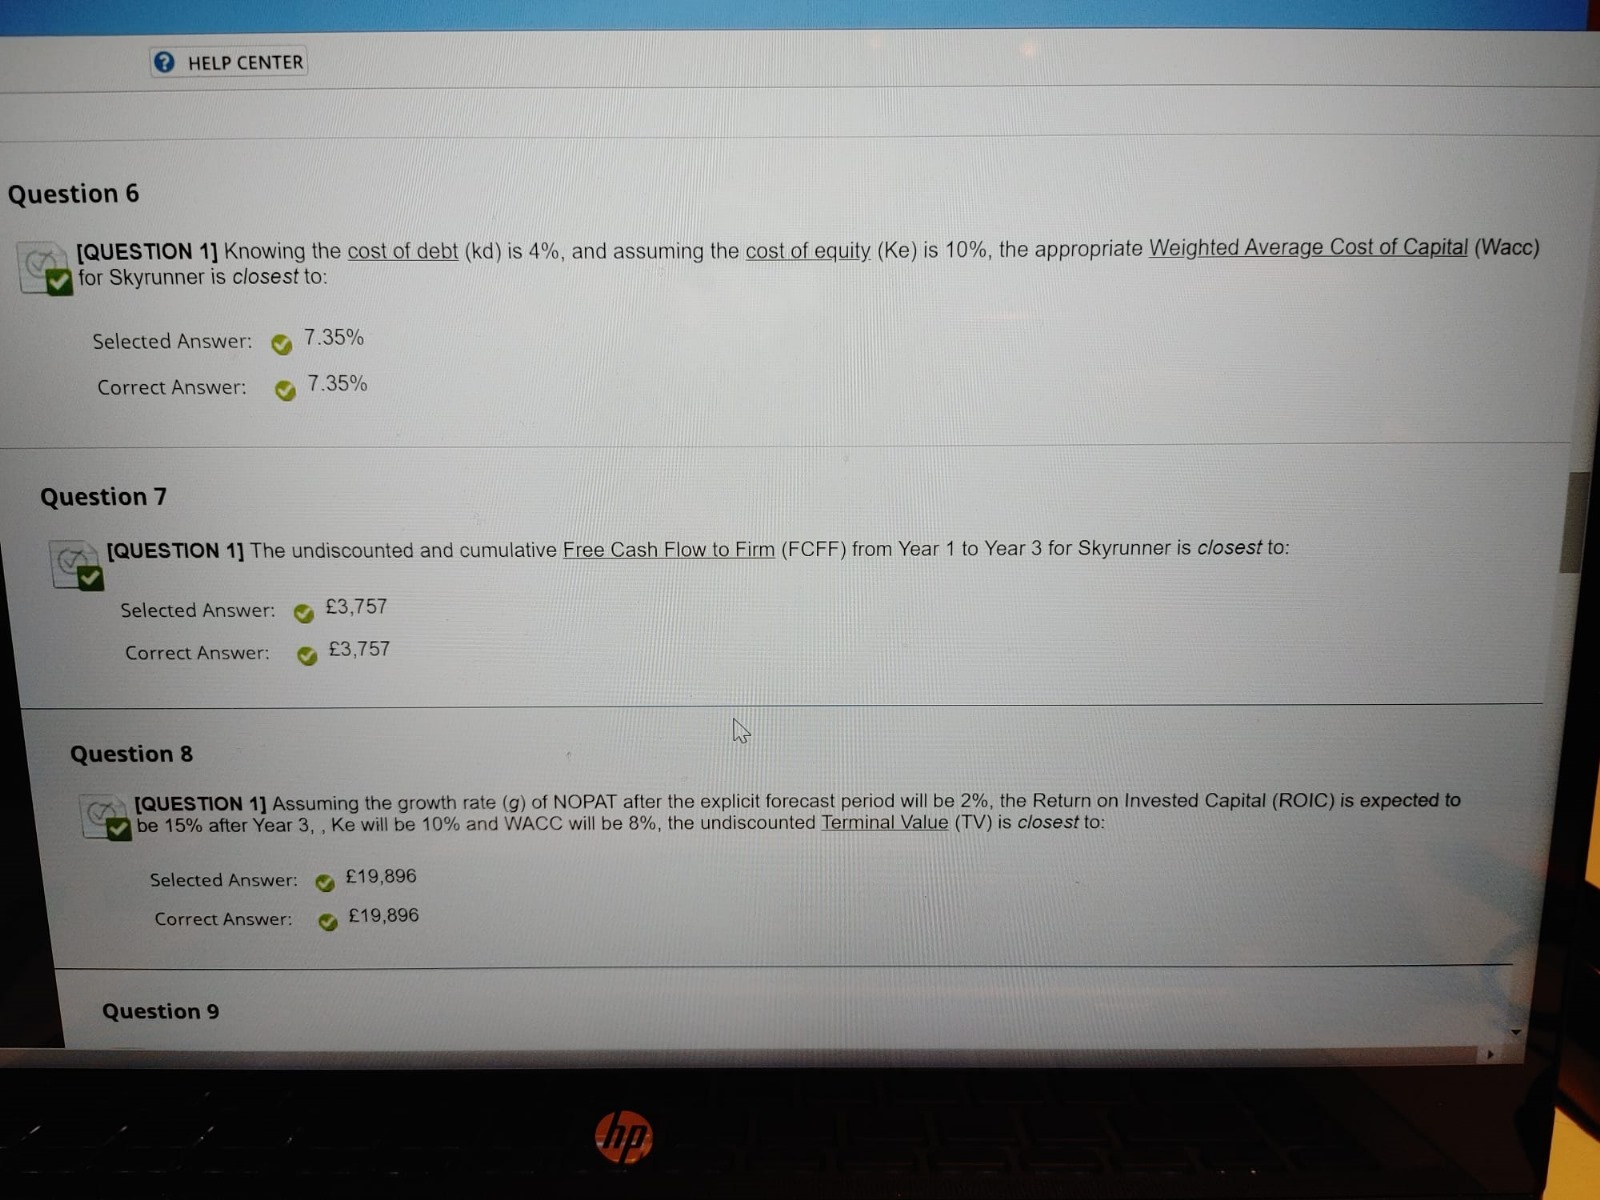 HELP CENTER
Question 6
[QUESTION 1] Knowing the cost of debt (kd) is 4%, and assuming the cost of equity (Ke) is 10%, the appropriate Weighted Average Cost of Capital (Wacc)
for Skyrunner is closest to:
Selected Answer: 7.35%
Correct Answer: 7.35%
Question 7
[QUESTION 1] The undiscounted and cumulative Free Cash Flow to Firm (FCFF) from Year 1 to Year 3 for Skyrunner is closest to:
Selected Answer: £3,757
Correct Answer: £3,757
Question 8
[QUESTION 1] Assuming the growth rate (g) of NOPAT after the explicit forecast period will be 2%, the Return on Invested Capital (ROIC) is expected to
be 15% after Year 3, , Ke will be 10% and WACC will be 8%, the undiscounted Terminal Value (TV) is closest to:
Selected Answer: £19,896
Correct Answer: £19,896
Question 9
hp